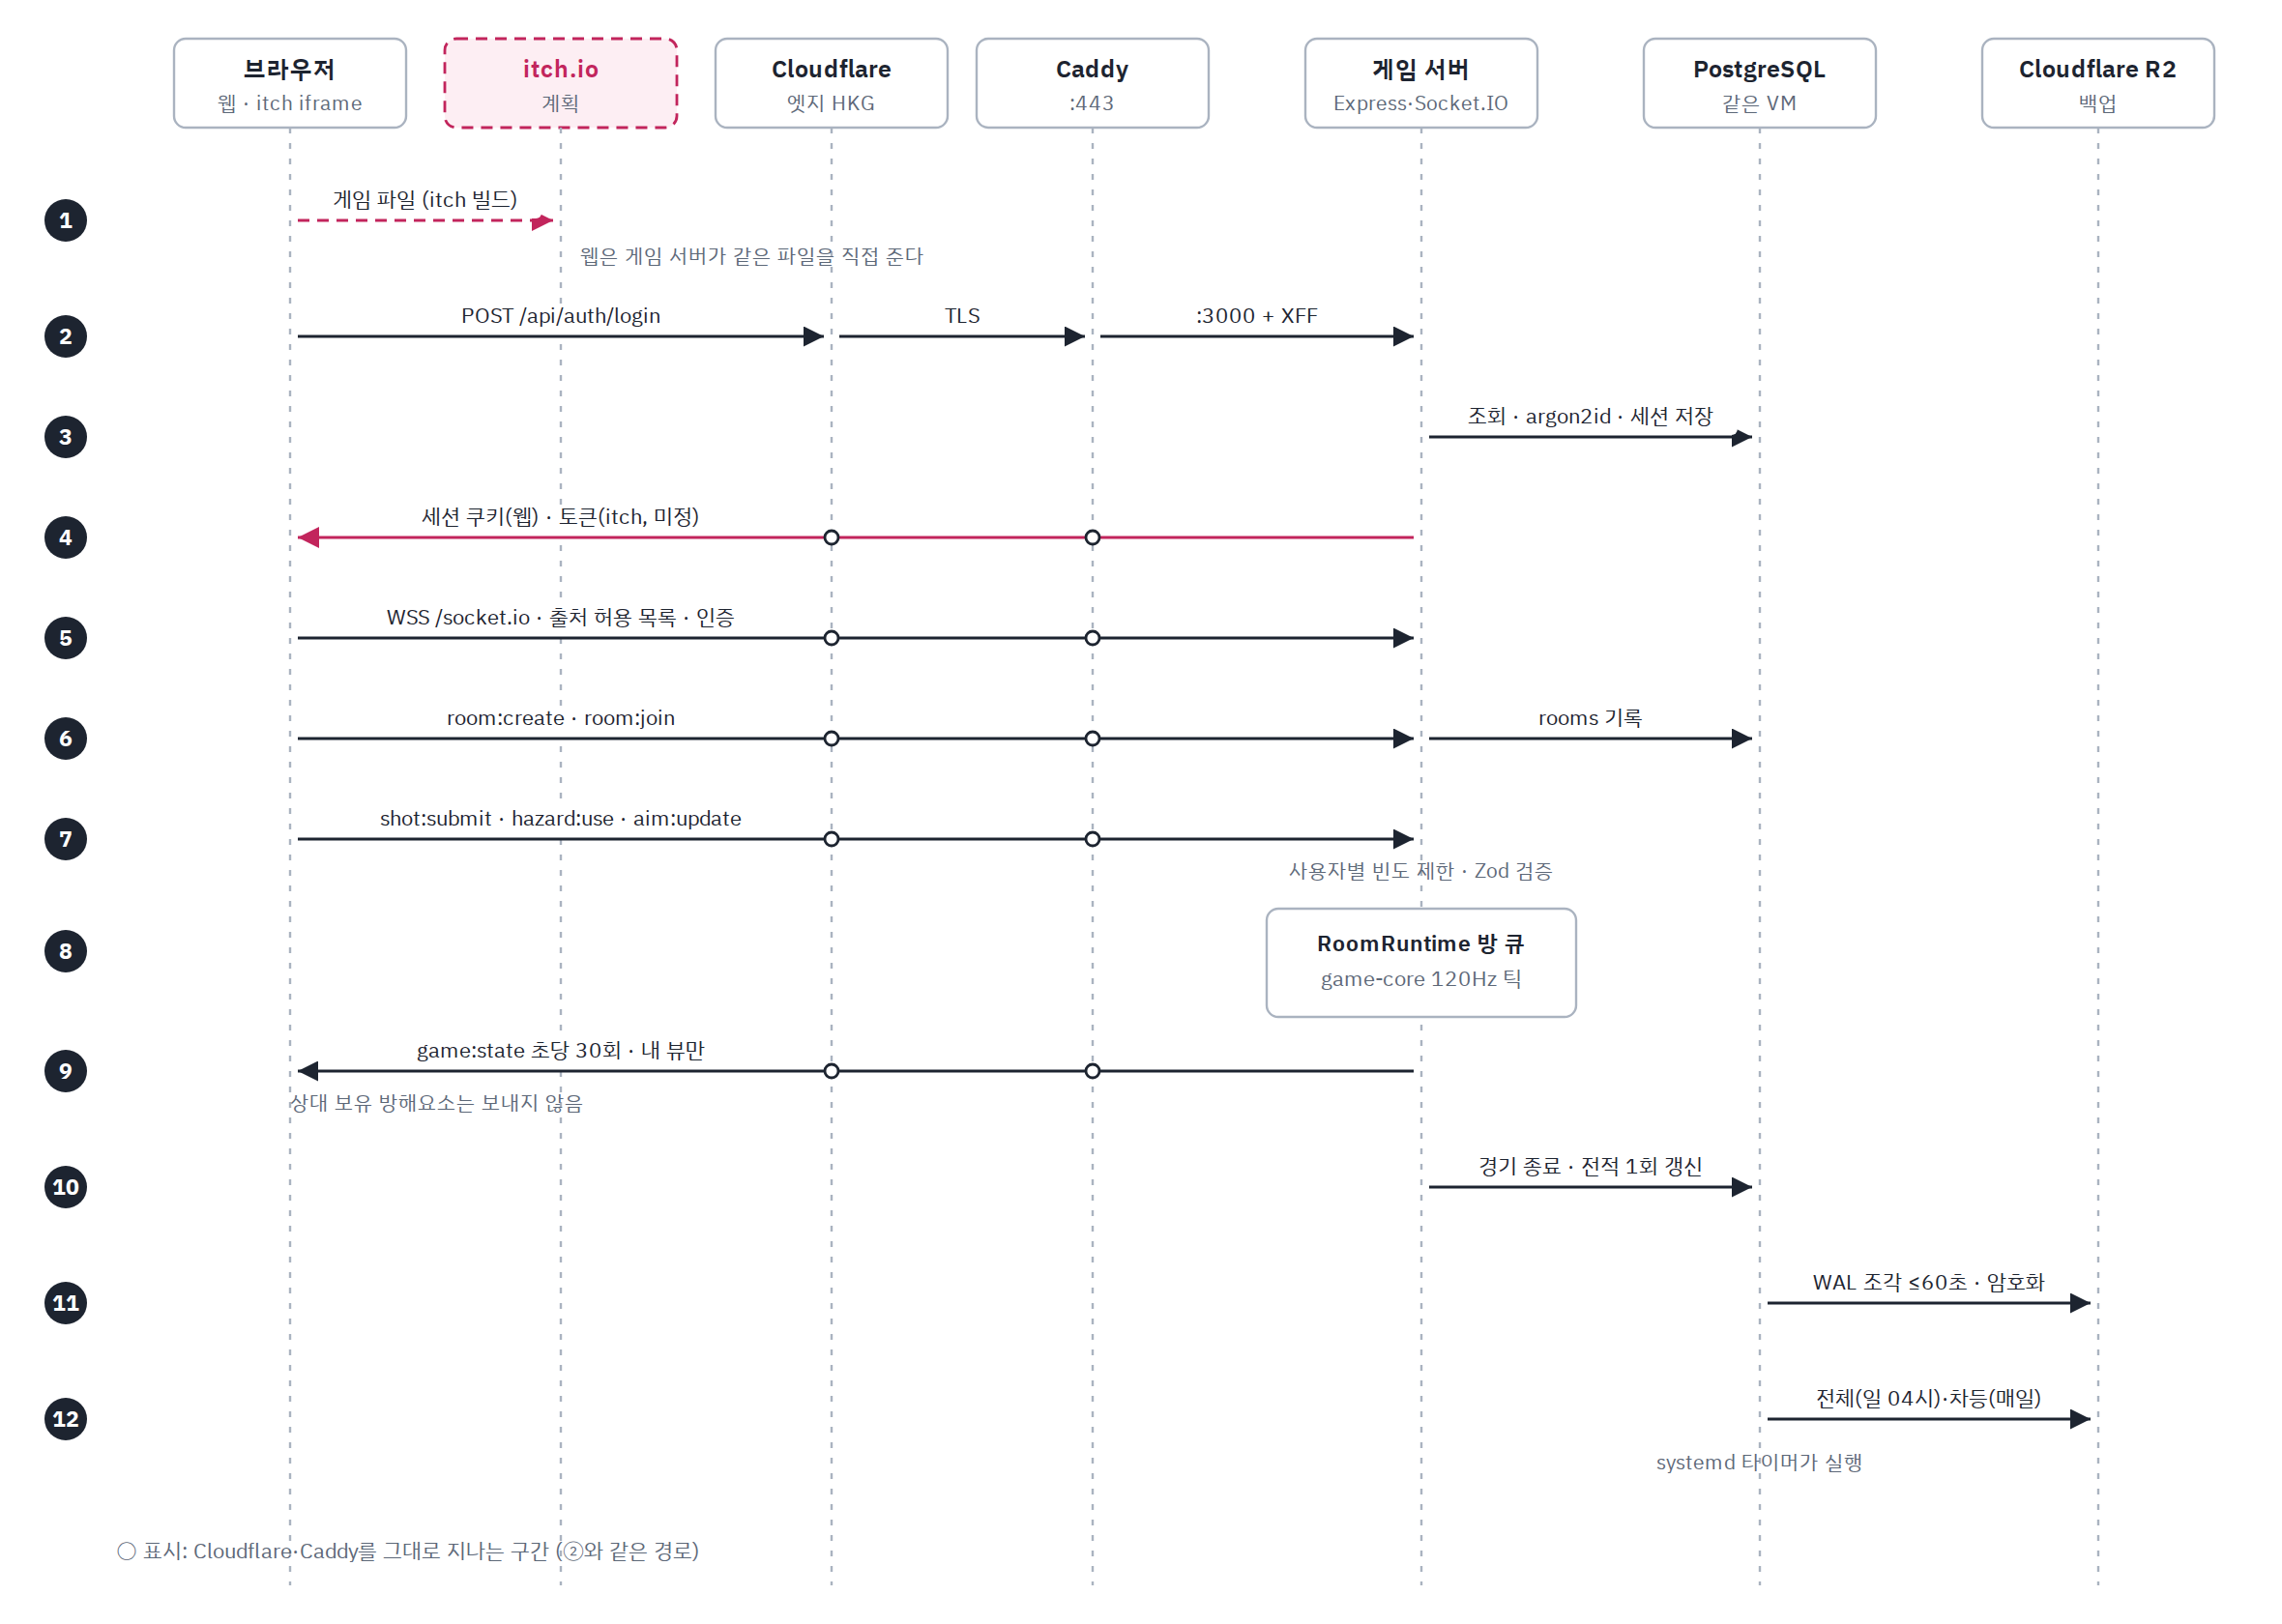 브라우저
웹 · itch iframe
itch.io
계획
Cloudflare
엣지 HKG
Caddy
:443
게임 서버
Express·Socket.IO
PostgreSQL
같은 VM
Cloudflare R2
백업
1
게임 파일 (itch 빌드)
웹은 게임 서버가 같은 파일을 직접 준다
2
POST /api/auth/login
TLS
:3000 + XFF
3
조회 · argon2id · 세션 저장
4
세션 쿠키(웹) · 토큰(itch, 미정)
5
WSS /socket.io · 출처 허용 목록 · 인증
6
room:create · room:join
rooms 기록
7
shot:submit · hazard:use · aim:update
사용자별 빈도 제한 · Zod 검증
8
RoomRuntime 방 큐
game-core 120Hz 틱
9
game:state 초당 30회 · 내 뷰만
상대 보유 방해요소는 보내지 않음
10
경기 종료 · 전적 1회 갱신
11
WAL 조각 ≤60초 · 암호화
12
전체(일 04시)·차등(매일)
systemd 타이머가 실행
○ 표시: Cloudflare·Caddy를 그대로 지나는 구간 (②와 같은 경로)